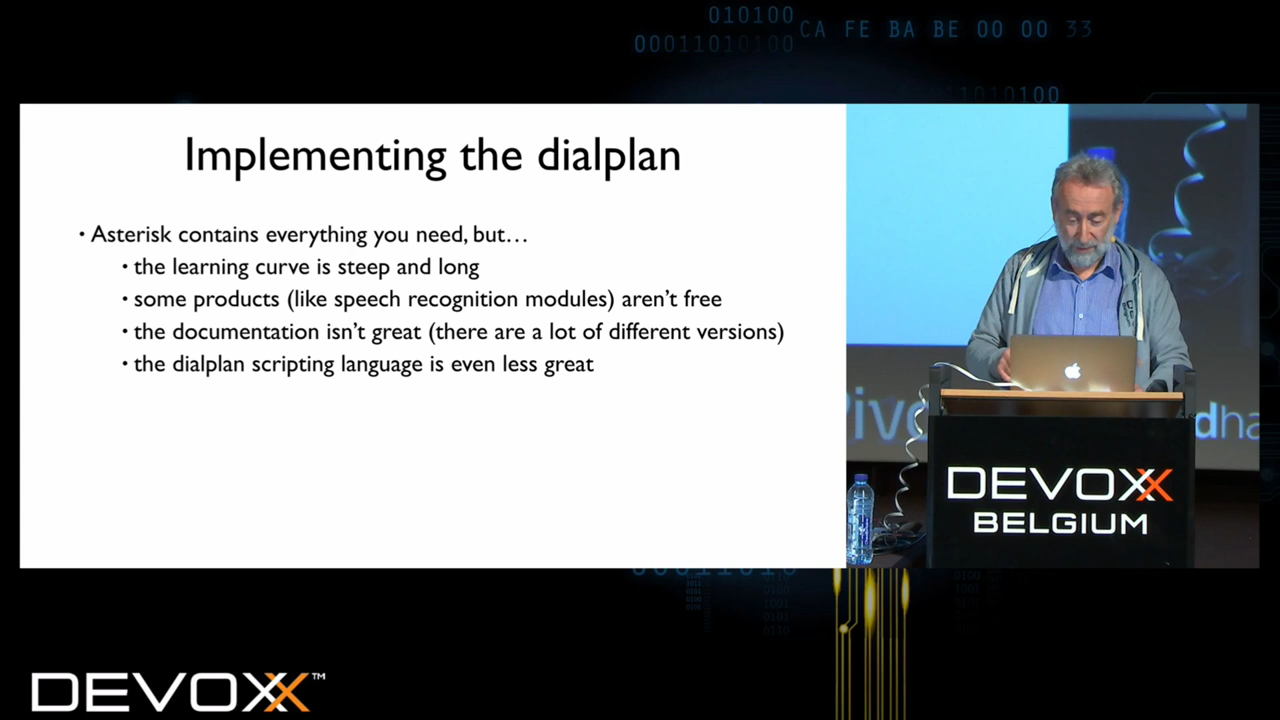 010100
00011010100
CA FE BA BE 00 00 33
1010100
Implementing the dialplan
• Asterisk contains everything you need, but…
• the learning curve is steep and long
• some products (like speech recognition modules) aren't free
• the documentation isn't great (there are a lot of different versions)
• the dialplan scripting language is even less great
DEVOXX
BELGIUM
DEVOXX™